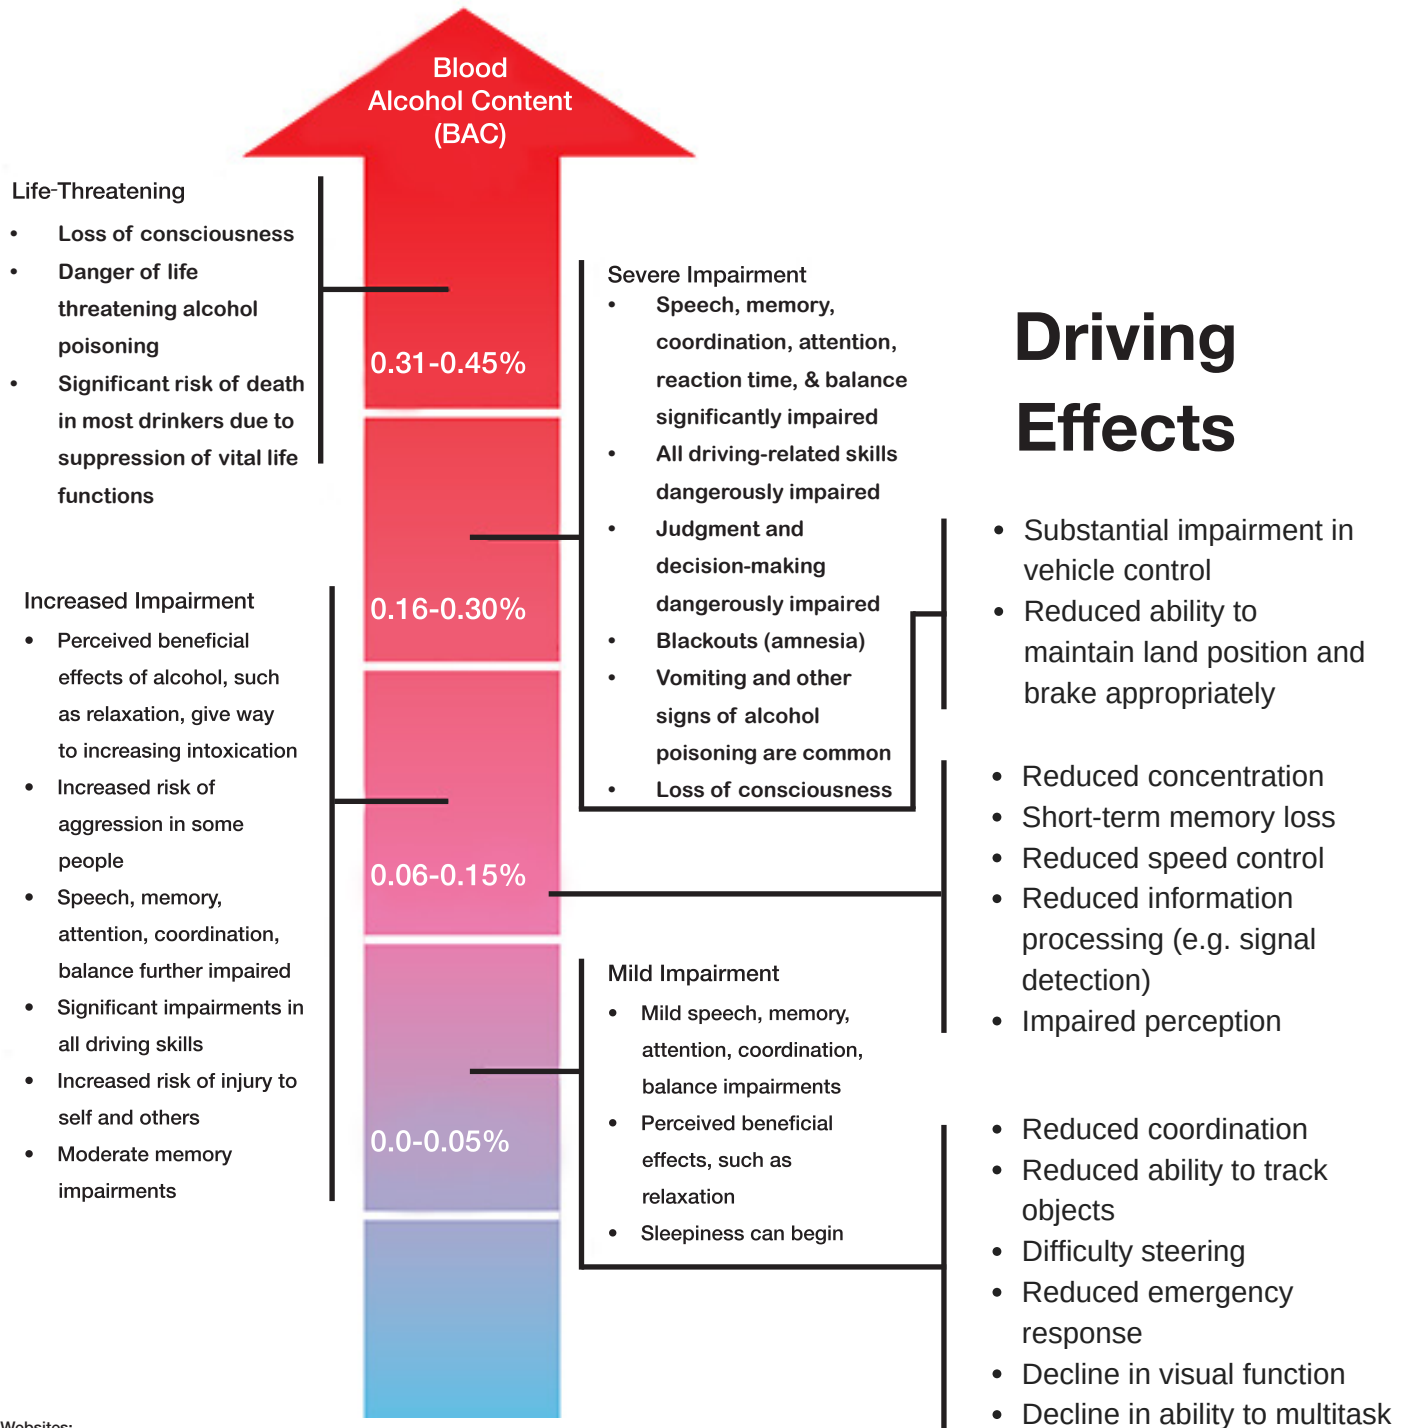 Blood
Alcohol Content
(BAC)
Life-Threatening
• Loss of consciousness
• Danger of life
threatening alcohol
poisoning
• Significant risk of death
in most drinkers due to
suppression of vital life
functions
0.31-0.45%
Severe Impairment
• Speech, memory,
coordination, attention,
reaction time, & balance
significantly impaired
• All driving-related skills
dangerously impaired
• Judgment and
decision-making
dangerously impaired
• Blackouts (amnesia)
• Vomiting and other
signs of alcohol
poisoning are common
• Loss of consciousness
0.16-0.30%
Increased Impairment
• Perceived beneficial
effects of alcohol, such
as relaxation, give way
to increasing intoxication
• Increased risk of
aggression in some
people
• Speech, memory,
attention, coordination,
balance further impaired
• Significant impairments in
all driving skills
• Increased risk of injury to
self and others
• Moderate memory
impairments
0.06-0.15%
Mild Impairment
• Mild speech, memory,
attention, coordination,
balance impairments
• Perceived beneficial
effects, such as
relaxation
• Sleepiness can begin
0.0-0.05%
Driving
Effects
• Substantial impairment in
vehicle control
• Reduced ability to
maintain land position and
brake appropriately
• Reduced concentration
• Short-term memory loss
• Reduced speed control
• Reduced information
processing (e.g. signal
detection)
• Impaired perception
• Reduced coordination
• Reduced ability to track
objects
• Difficulty steering
• Reduced emergency
response
• Decline in visual function
• Decline in ability to multitask
Websites: